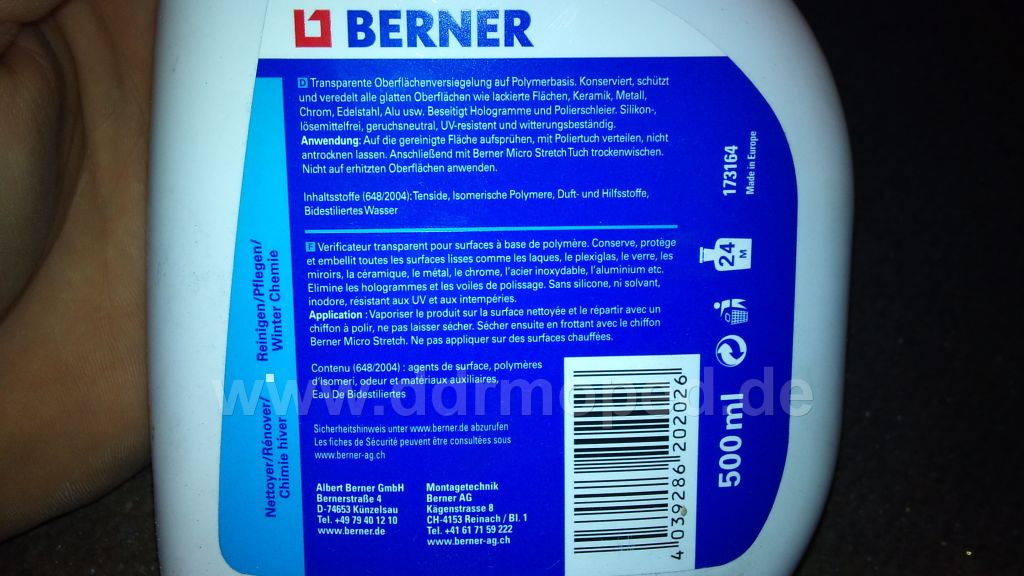 BERNER
D Transparente Oberflächenversiegelung auf Polymerbasis. Konserviert, schützt
und veredelt alle glatten Oberflächen wie lackierte Flächen, Keramik, Metall,
Chrom, Edelstahl, Alu usw. Beseitigt Hologramme und Polierschleier. Silikon-,
lösemittelfrei, geruchsneutral, UV-resistent und witterungsbeständig.
Anwendung: Auf die gereinigte Fläche aufsprühen, mit Poliertuch verteilen, nicht
antrocknen lassen. Anschließend mit Berner Micro Stretch Tuch trockenwischen.
Nicht auf erhitzten Oberflächen anwenden.
Inhaltsstoffe (648/2004): Tenside, Isomerische Polymere, Duft- und Hilfsstoffe,
Bidestiliertes Wasser
F Verificateur transparent pour surfaces à base de polymère. Conserve, protège
et embellit toutes les surfaces lisses comme les laques, le plexiglas, le verre, les
miroirs, la céramique, le métal, le chrome, l'acier inoxydable, l'aluminium etc.
Elimine les hologrammes et les voiles de polissage. Sans silicone, ni solvant,
inodore, résistant aux UV et aux intempéries.
Application : Vaporiser le produit sur la surface nettoyée et le répartir avec un
chiffon à polir, ne pas laisser sécher. Sécher ensuite en frottant avec le chiffon
Berner Micro Stretch. Ne pas appliquer sur des surfaces chauffées.
Contenu (648/2004) : agents de surface, polymères
d'isomeri, odeur et matériaux auxiliaires,
Eau De Bidestiliertes
Sicherheitshinweis unter www.berner.de abzurufen
Les fiches de Sécurité peuvent être consultées sous
www.berner-ag.ch
Albert Berner GmbH
Bernerstraße 4
D-74653 Künzelsau
Tel. +49 79 40 12 10
www.berner.de
Montagetechnik
Berner AG
Kägenstrasse 8
CH-4153 Reinach / Bl. 1
Tel. +41 61 71 59 222
www.berner-ag.ch
Reinigen/Pflegen/
Winter Chemie
Nettoyer/Rénover/
Chimie hiver
173164
Made in Europe
24
M
500 ml
4 039286 202026
www.ddrmoped.de